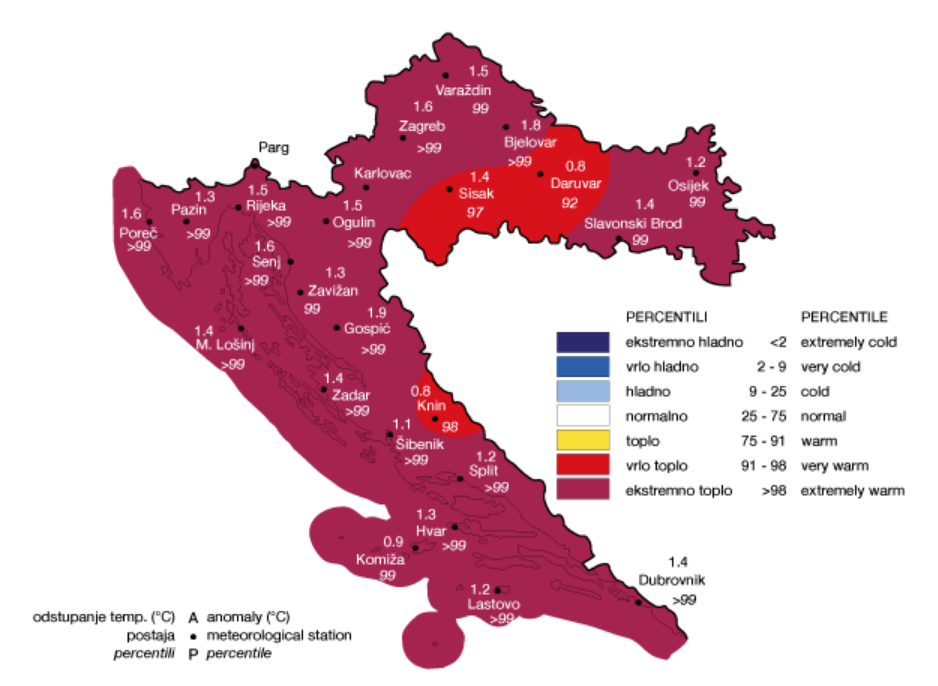 1.5
Varaždin
99
1.6
Zagreb
>99
1.8
Bjelovar
>99
Parg
Karlovac
1.4
Sisak
97
0.8
Daruvar
92
1.2
Osijek
99
1.4
Slavonski Brod
99
1.6
Poreč
>99
1.3
Pazin
>99
1.5
Rijeka
>99
1.5
Ogulin
>99
1.6
Senj
>99
1.3
Zavižan
99
1.9
Gospić
>99
1.4
M. Lošinj
>99
1.4
Zadar
>99
0.8
Knin
98
1.1
Šibenik
>99
1.2
Split
>99
1.3
Hvar
>99
0.9
Komiža
99
1.2
Lastovo
>99
1.4
Dubrovnik
>99
PERCENTILI PERCENTILE
ekstremno hladno <2 extremely cold
vrlo hladno 2 - 9 very cold
hladno 9 - 25 cold
normalno 25 - 75 normal
toplo 75 - 91 warm
vrlo toplo 91 - 98 very warm
ekstremno toplo >98 extremely warm
odstupanje temp. (°C) A anomaly (°C)
postaja • meteorological station
percentili P percentile